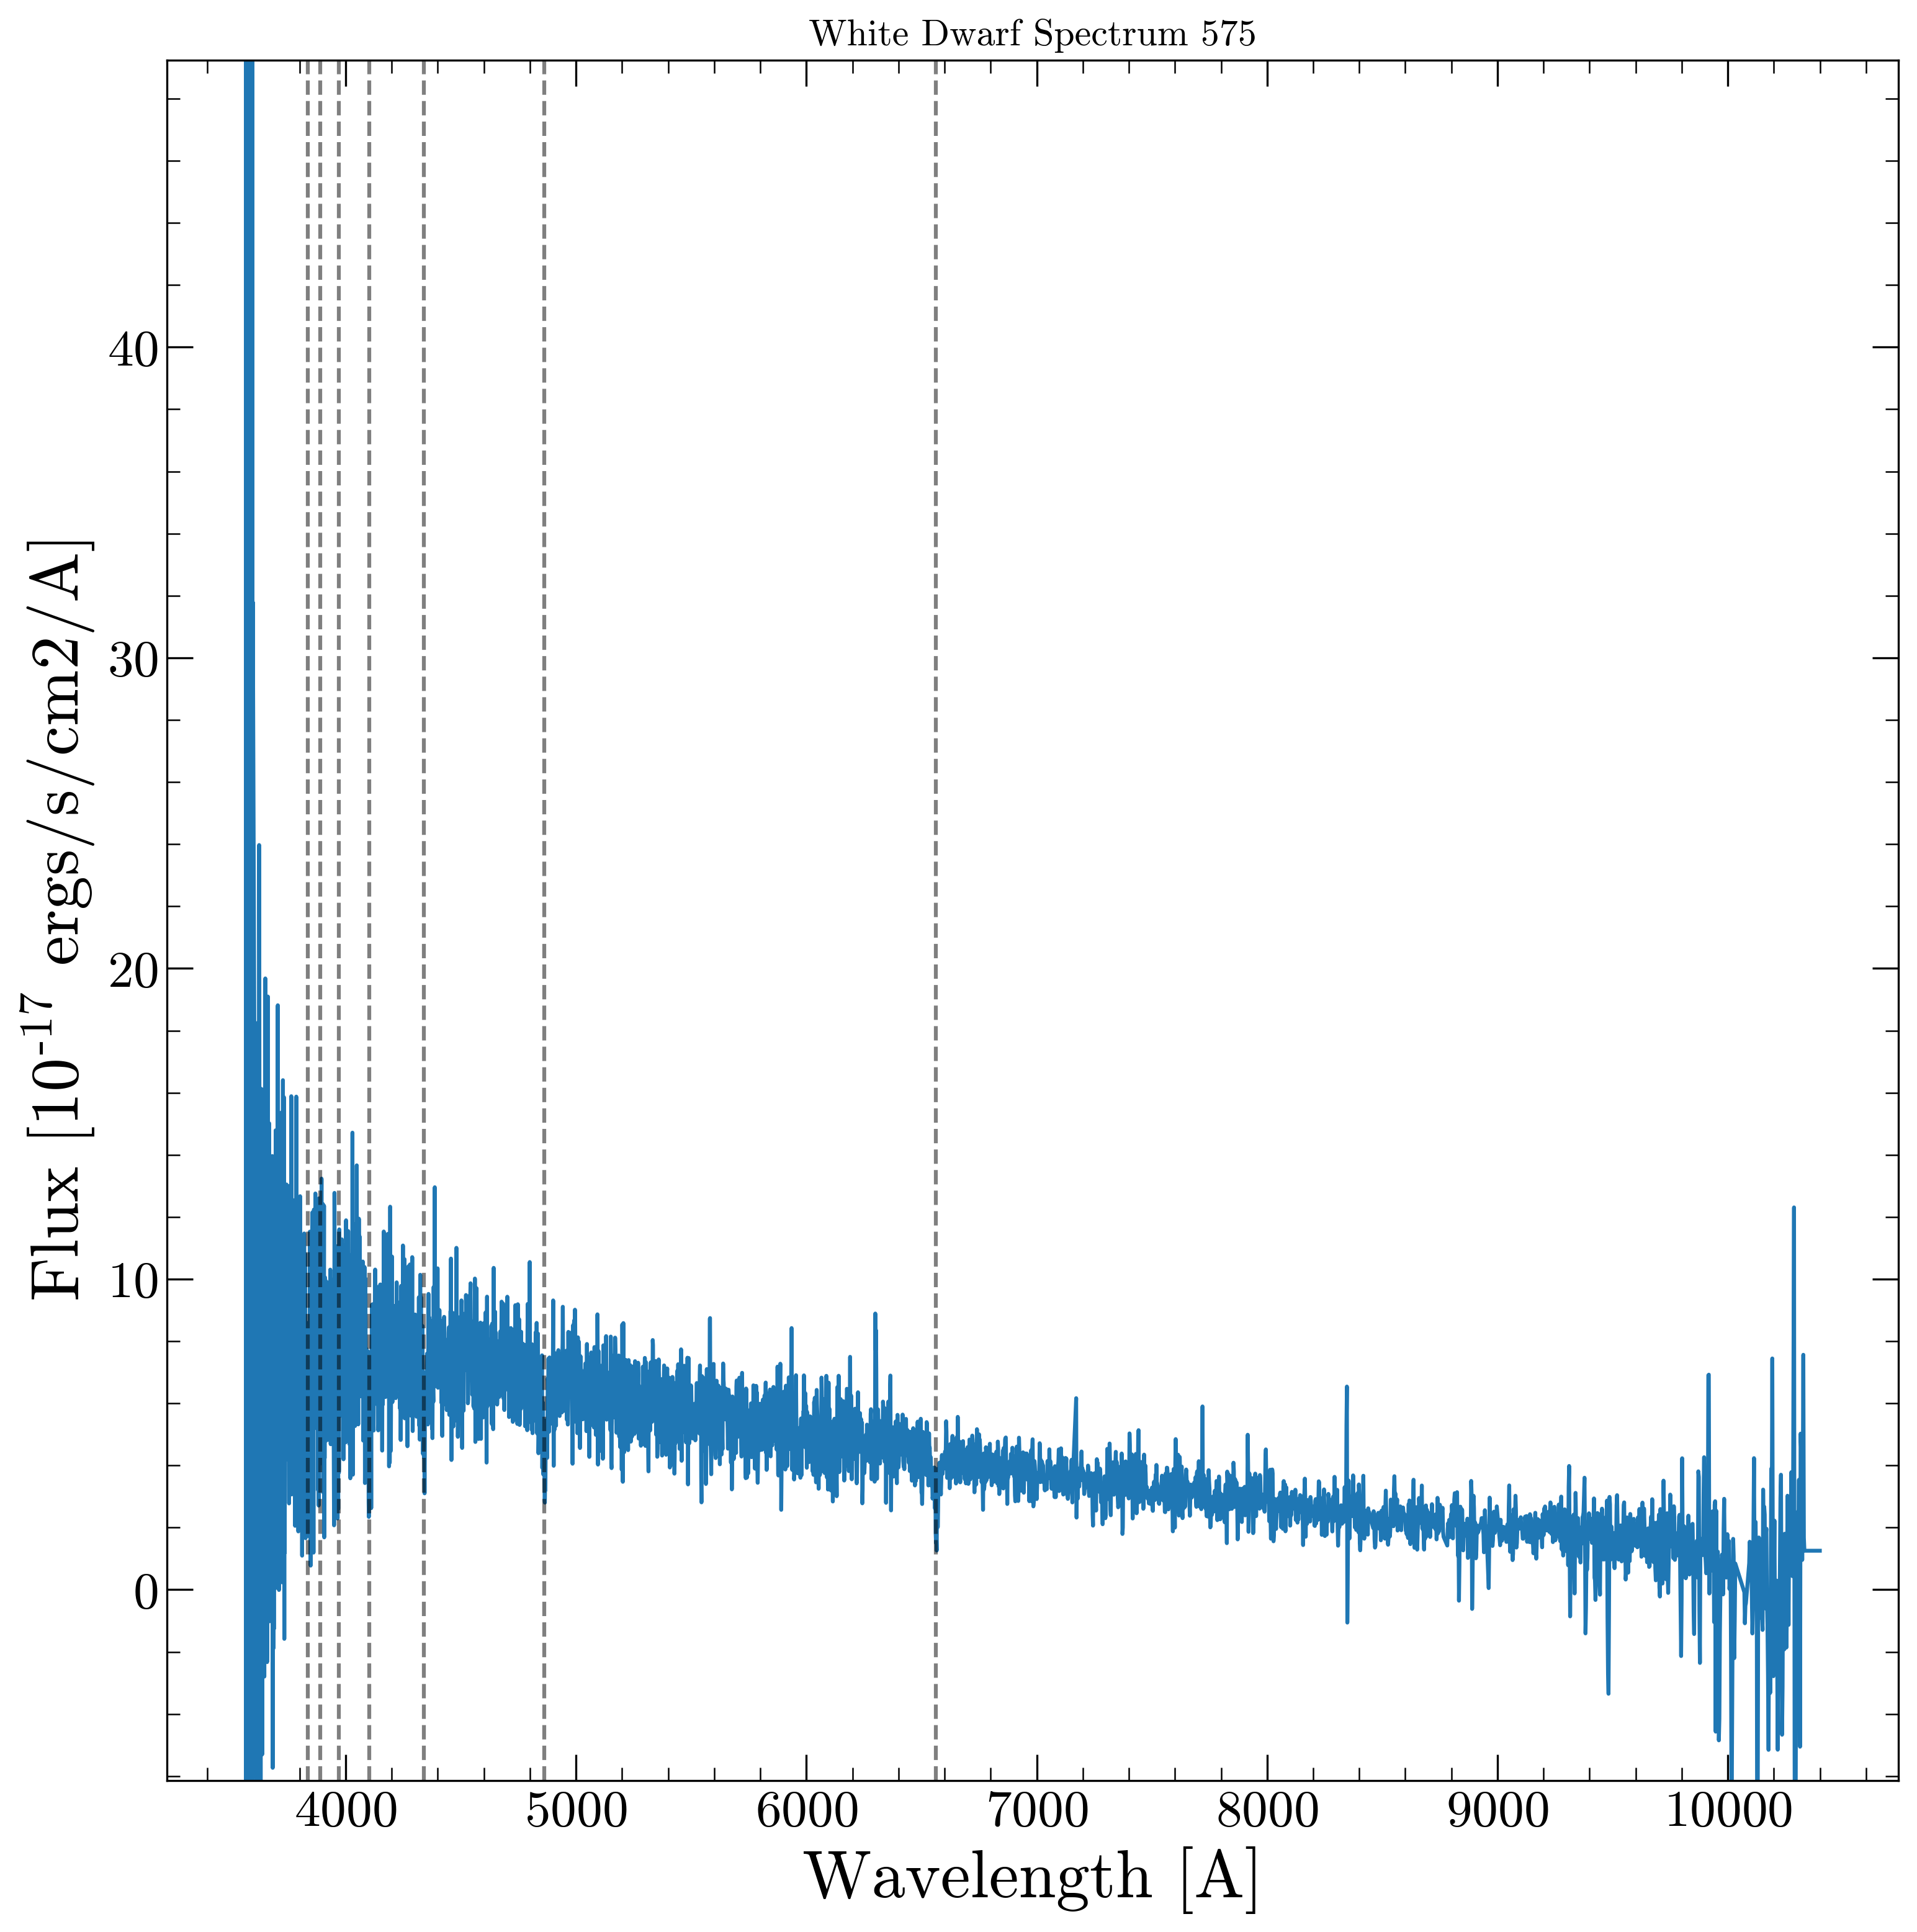 White Dwarf Spectrum 575
Flux [10-17 ergs/s/cm2/A]
40
30
20
10
0
4000 5000 6000 7000 8000 9000 10000
Wavelength [A]